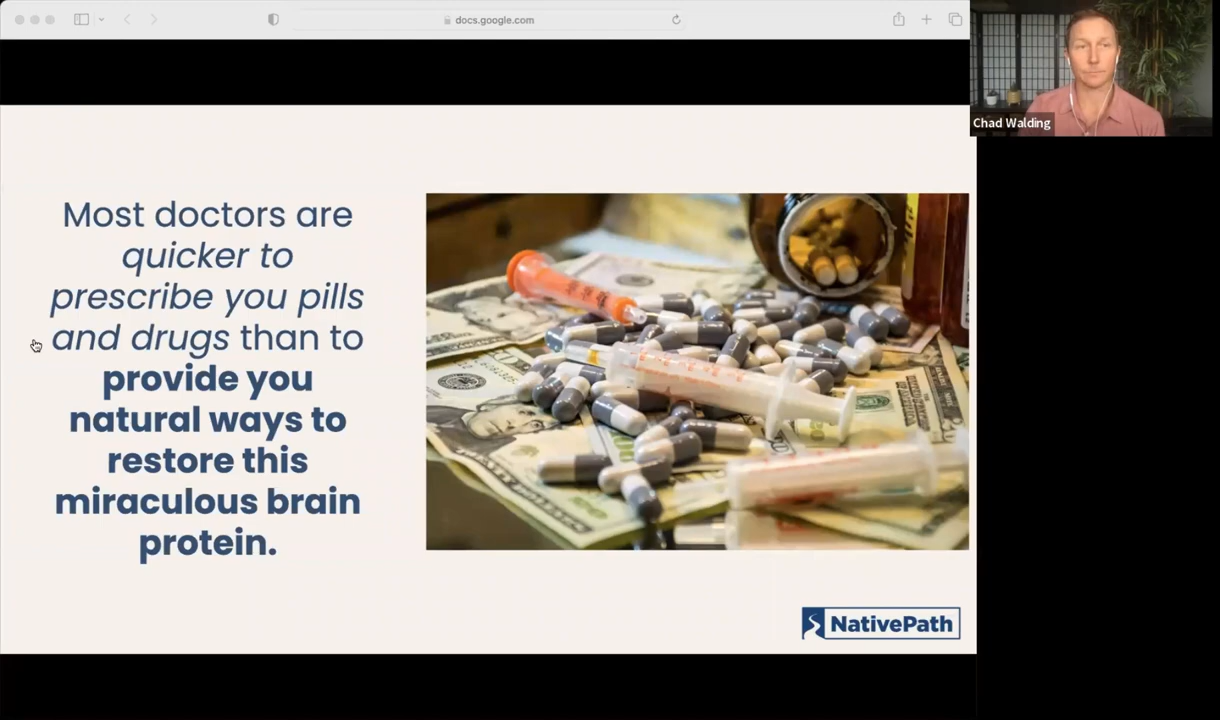 docs.google.com
Chad Walding
Most doctors are
quicker to
prescribe you pills
and drugs than to
provide you
natural ways to
restore this
miraculous brain
protein.
NativePath